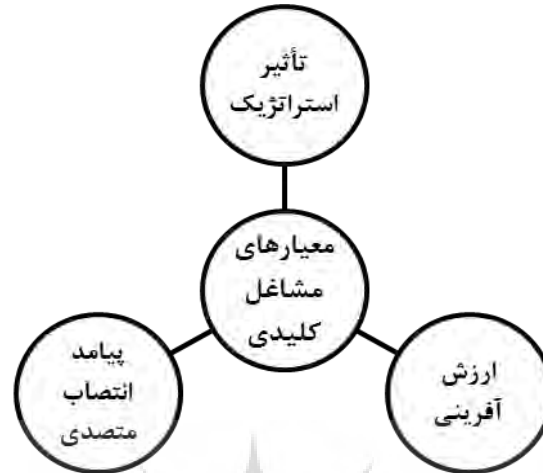 تأثیر
استراتژیک
معیارهای
مشاغل
کلیدی
ارزش
آفرینی
پیامد
انتصاب
متصدی